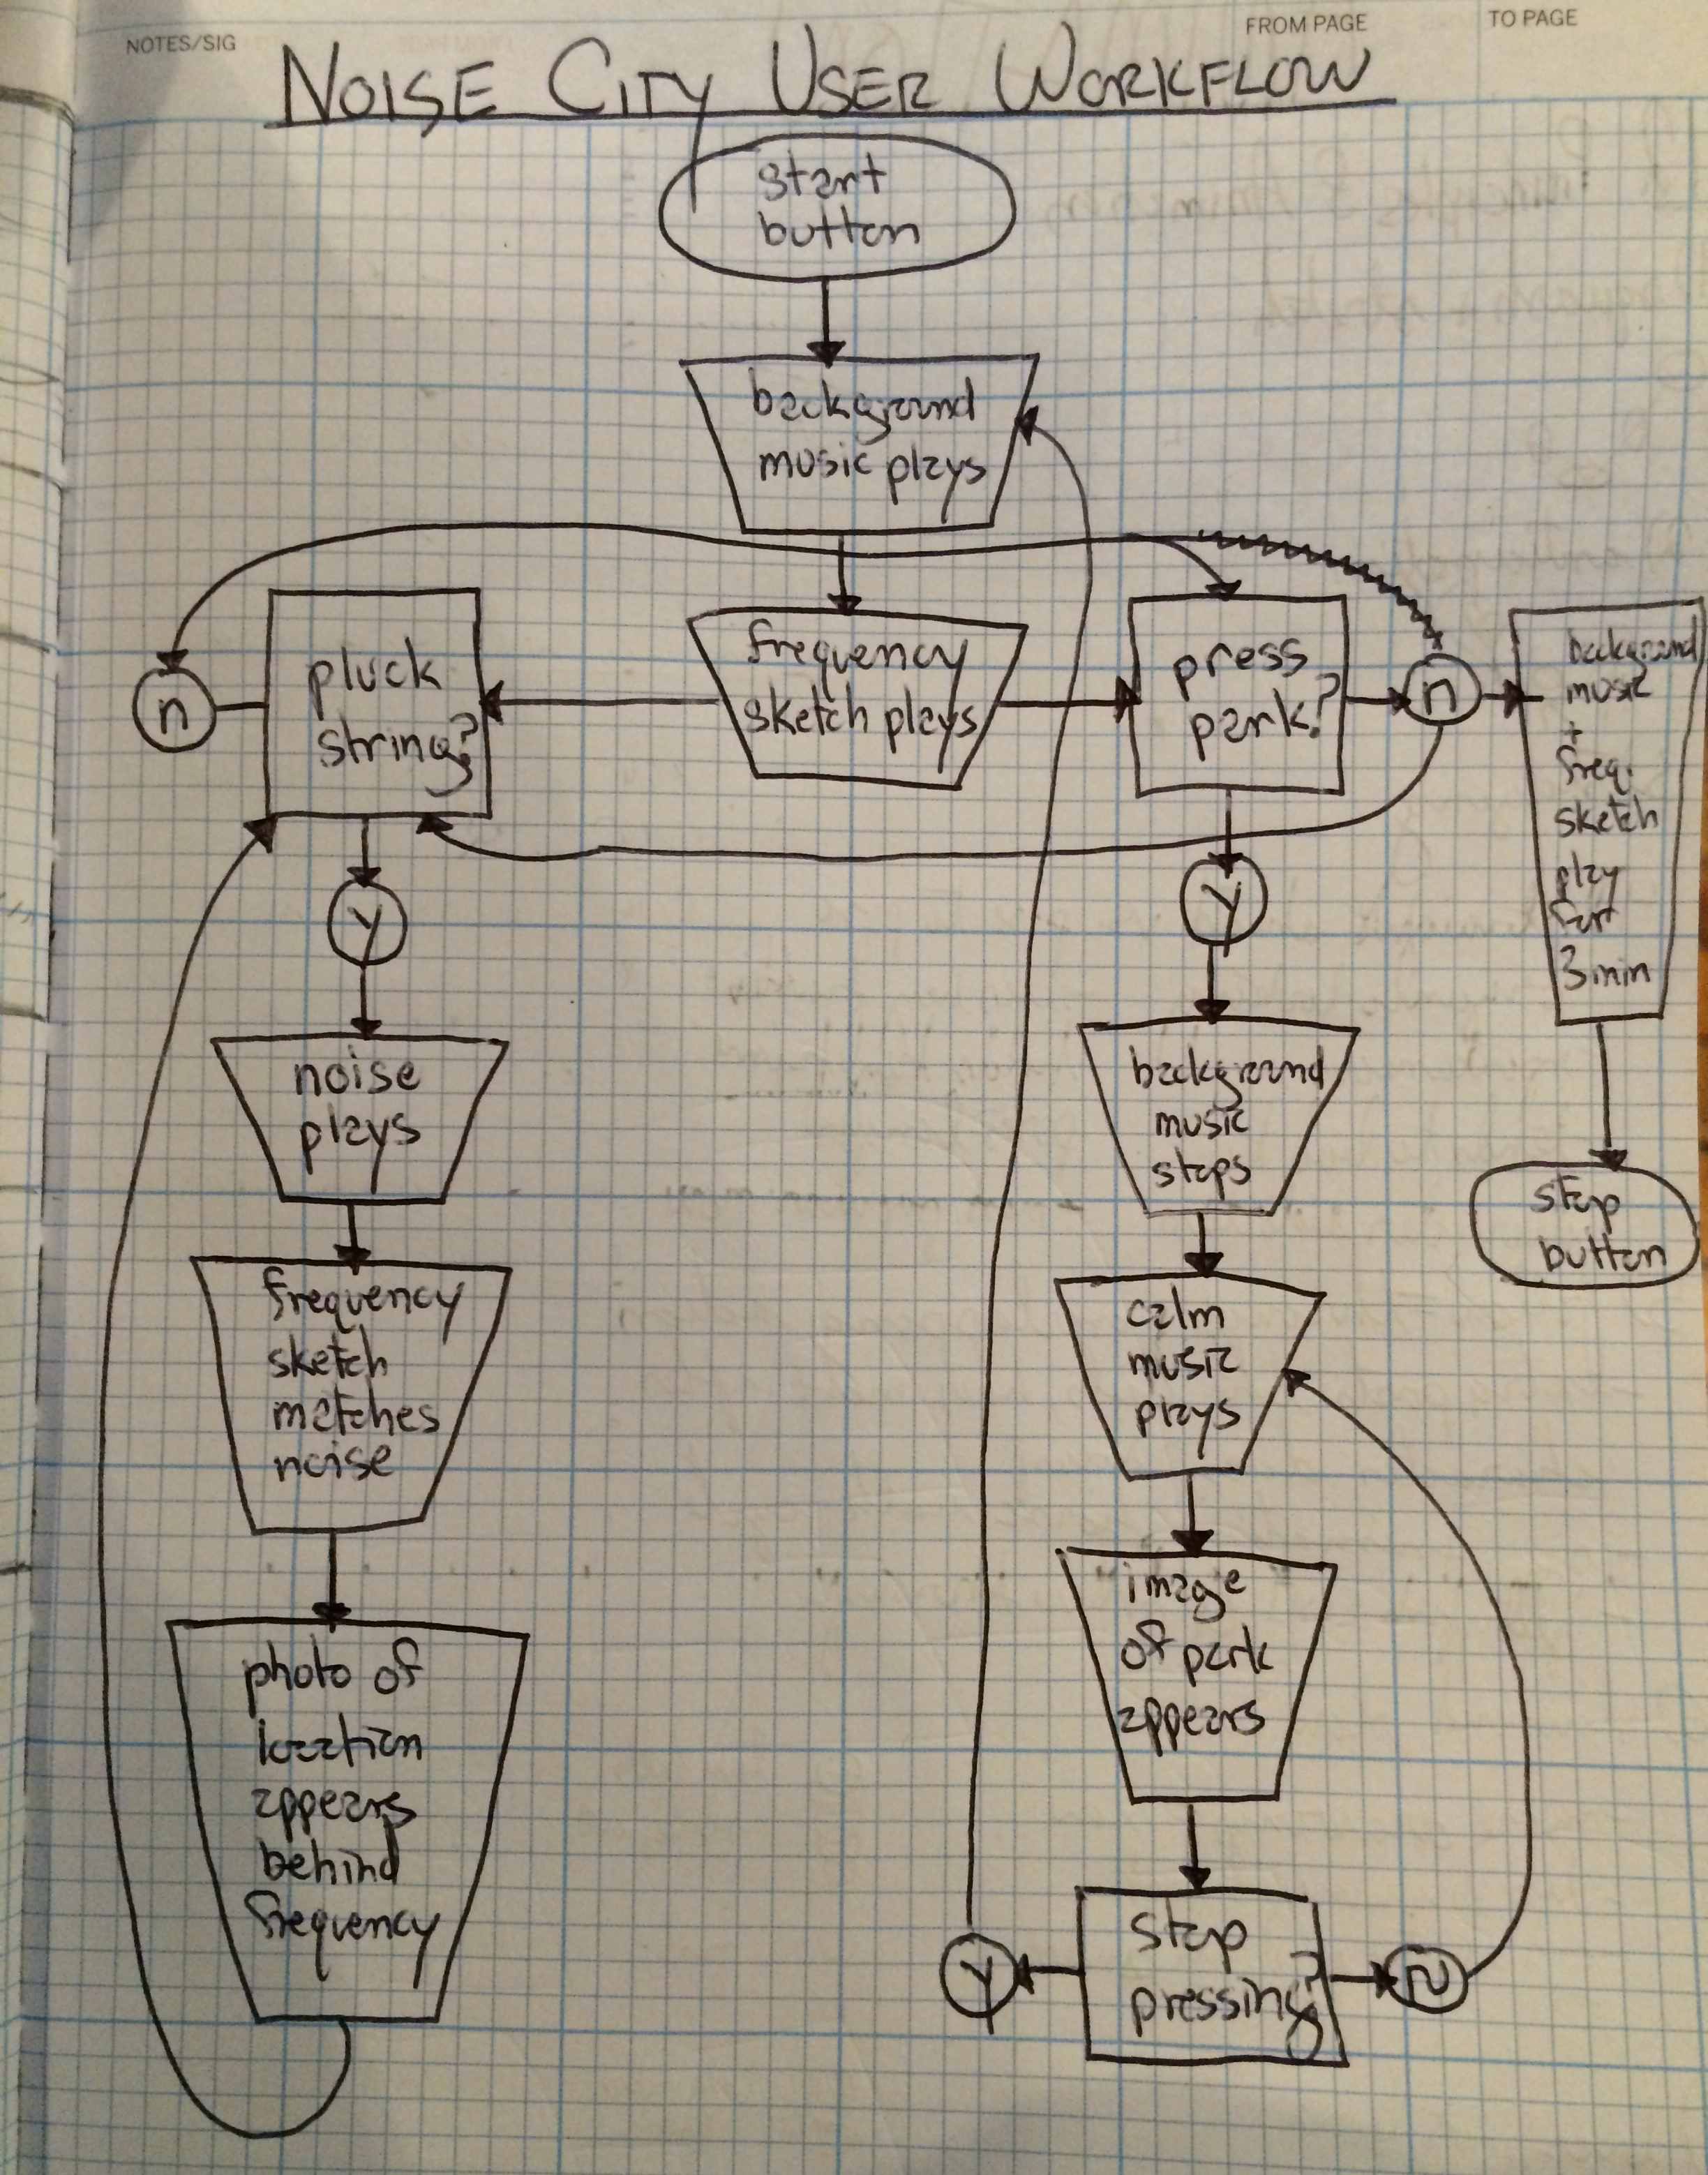 NOTES/SIG
FROM PAGE
TO PAGE
NOISE CITY USER WORKFLOW
start
button
background
music plays
frequency
sketch plays
pluck
string?
n
press
park?
n
background
music
+
freq.
sketch
play
for
3 min
stop
button
y
noise
plays
frequency
sketch
matches
noise
photo of
location
appears
behind
frequency
y
background
music
stops
calm
music
plays
image
of park
appears
stop
pressing?
y
N